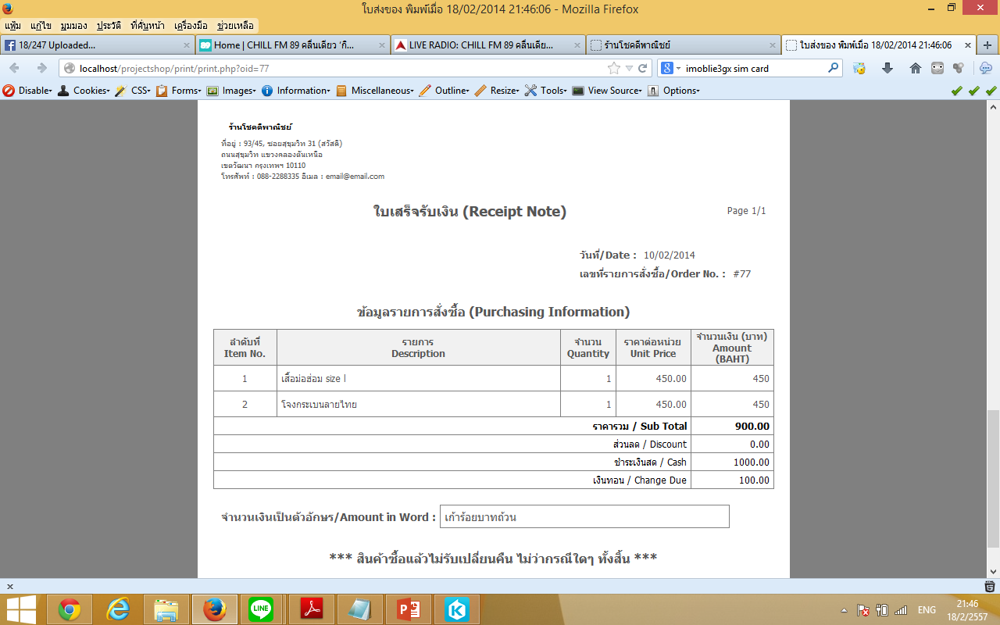 ใบส่งของ พิมพ์เมื่อ 18/02/2014 21:46:06 - Mozilla Firefox
แฟ้ม แก้ไข มุมมอง ประวัติ ที่คั่นหน้า เครื่องมือ ช่วยเหลือ
18/247 Uploaded... Home | CHILL FM 89 คลื่นเดียว ‘กิ... LIVE RADIO: CHILL FM 89 คลื่นเดีย... ร้านโชคดีพาณิชย์ ใบส่งของ พิมพ์เมื่อ 18/02/2014 21:46:06
localhost/projectshop/print/print.php?oid=77 imoblie3gx sim card
Disable Cookies CSS Forms Images Information Miscellaneous Outline Resize Tools View Source Options
ร้านโชคดีพาณิชย์
ที่อยู่ : 93/45, ซอยสุขุมวิท 31 (สวัสดี)
ถนนสุขุมวิท แขวงคลองตันเหนือ
เขตวัฒนา กรุงเทพฯ 10110
โทรศัพท์ : 088-2288335 อีเมล : email@email.com
ใบเสร็จรับเงิน (Receipt Note) Page 1/1
วันที่/Date : 10/02/2014
เลขที่รายการสั่งซื้อ/Order No. : #77
ข้อมูลรายการสั่งซื้อ (Purchasing Information)
ลำดับที่ รายการ จำนวน ราคาต่อหน่วย จำนวนเงิน (บาท)
Item No. Description Quantity Unit Price Amount
(BAHT)
1 เสื้อม่อฮ่อม size l 1 450.00 450
2 โจงกระเบนลายไทย 1 450.00 450
ราคารวม / Sub Total 900.00
ส่วนลด / Discount 0.00
ชำระเงินสด / Cash 1000.00
เงินทอน / Change Due 100.00
จำนวนเงินเป็นตัวอักษร/Amount in Word : เก้าร้อยบาทถ้วน
*** สินค้าซื้อแล้วไม่รับเปลี่ยนคืน ไม่ว่ากรณีใดๆ ทั้งสิ้น ***
LINE
ENG
21:46
18/2/2557